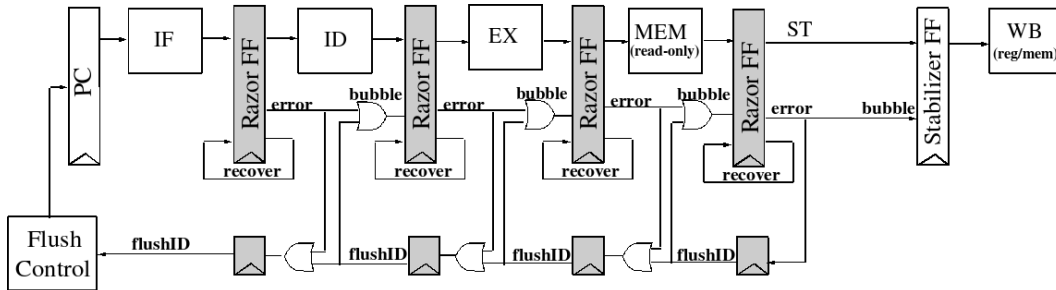 PC
IF
Razor FF
ID
Razor FF
EX
Razor FF
MEM
(read-only)
Razor FF
ST
Stabilizer FF
WB
(reg/mem)
error
bubble
recover
error
bubble
recover
error
bubble
recover
error
bubble
recover
Flush
Control
flushID
flushID
flushID
flushID